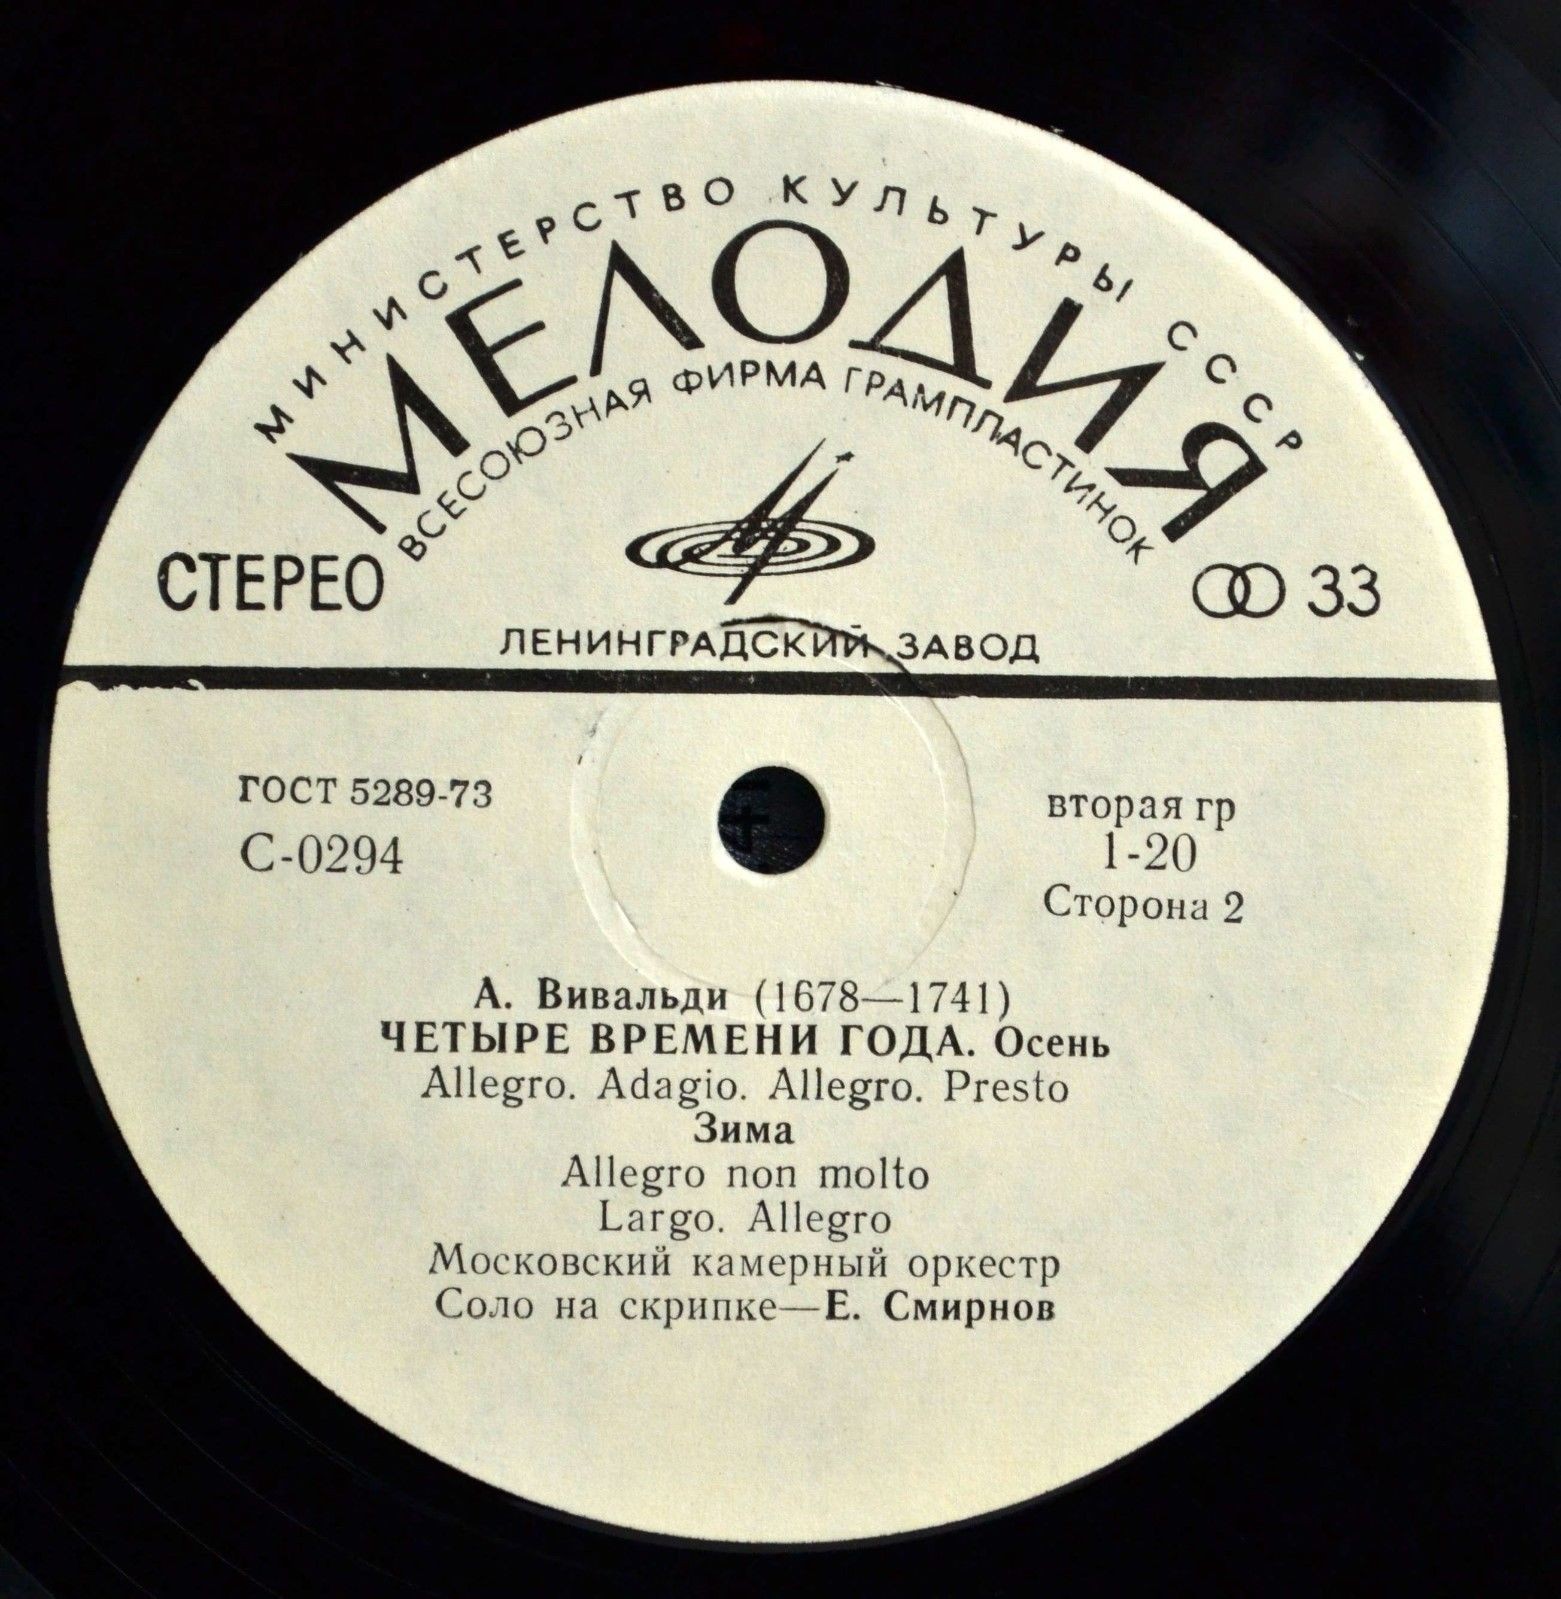 МИНИСТЕРСТВО КУЛЬТУРЫ СССР
МЕЛОДИЯ
ВСЕСОЮЗНАЯ ФИРМА ГРАМПЛАСТИНОК
СТЕРЕО
33
ЛЕНИНГРАДСКИЙ ЗАВОД
ГОСТ 5289-73
С-0294
вторая гр
1-20
Сторона 2
А. Вивальди (1678—1741)
ЧЕТЫРЕ ВРЕМЕНИ ГОДА. Осень
Allegro. Adagio. Allegro. Presto
Зима
Allegro non molto
Largo. Allegro
Московский камерный оркестр
Соло на скрипке—Е. Смирнов